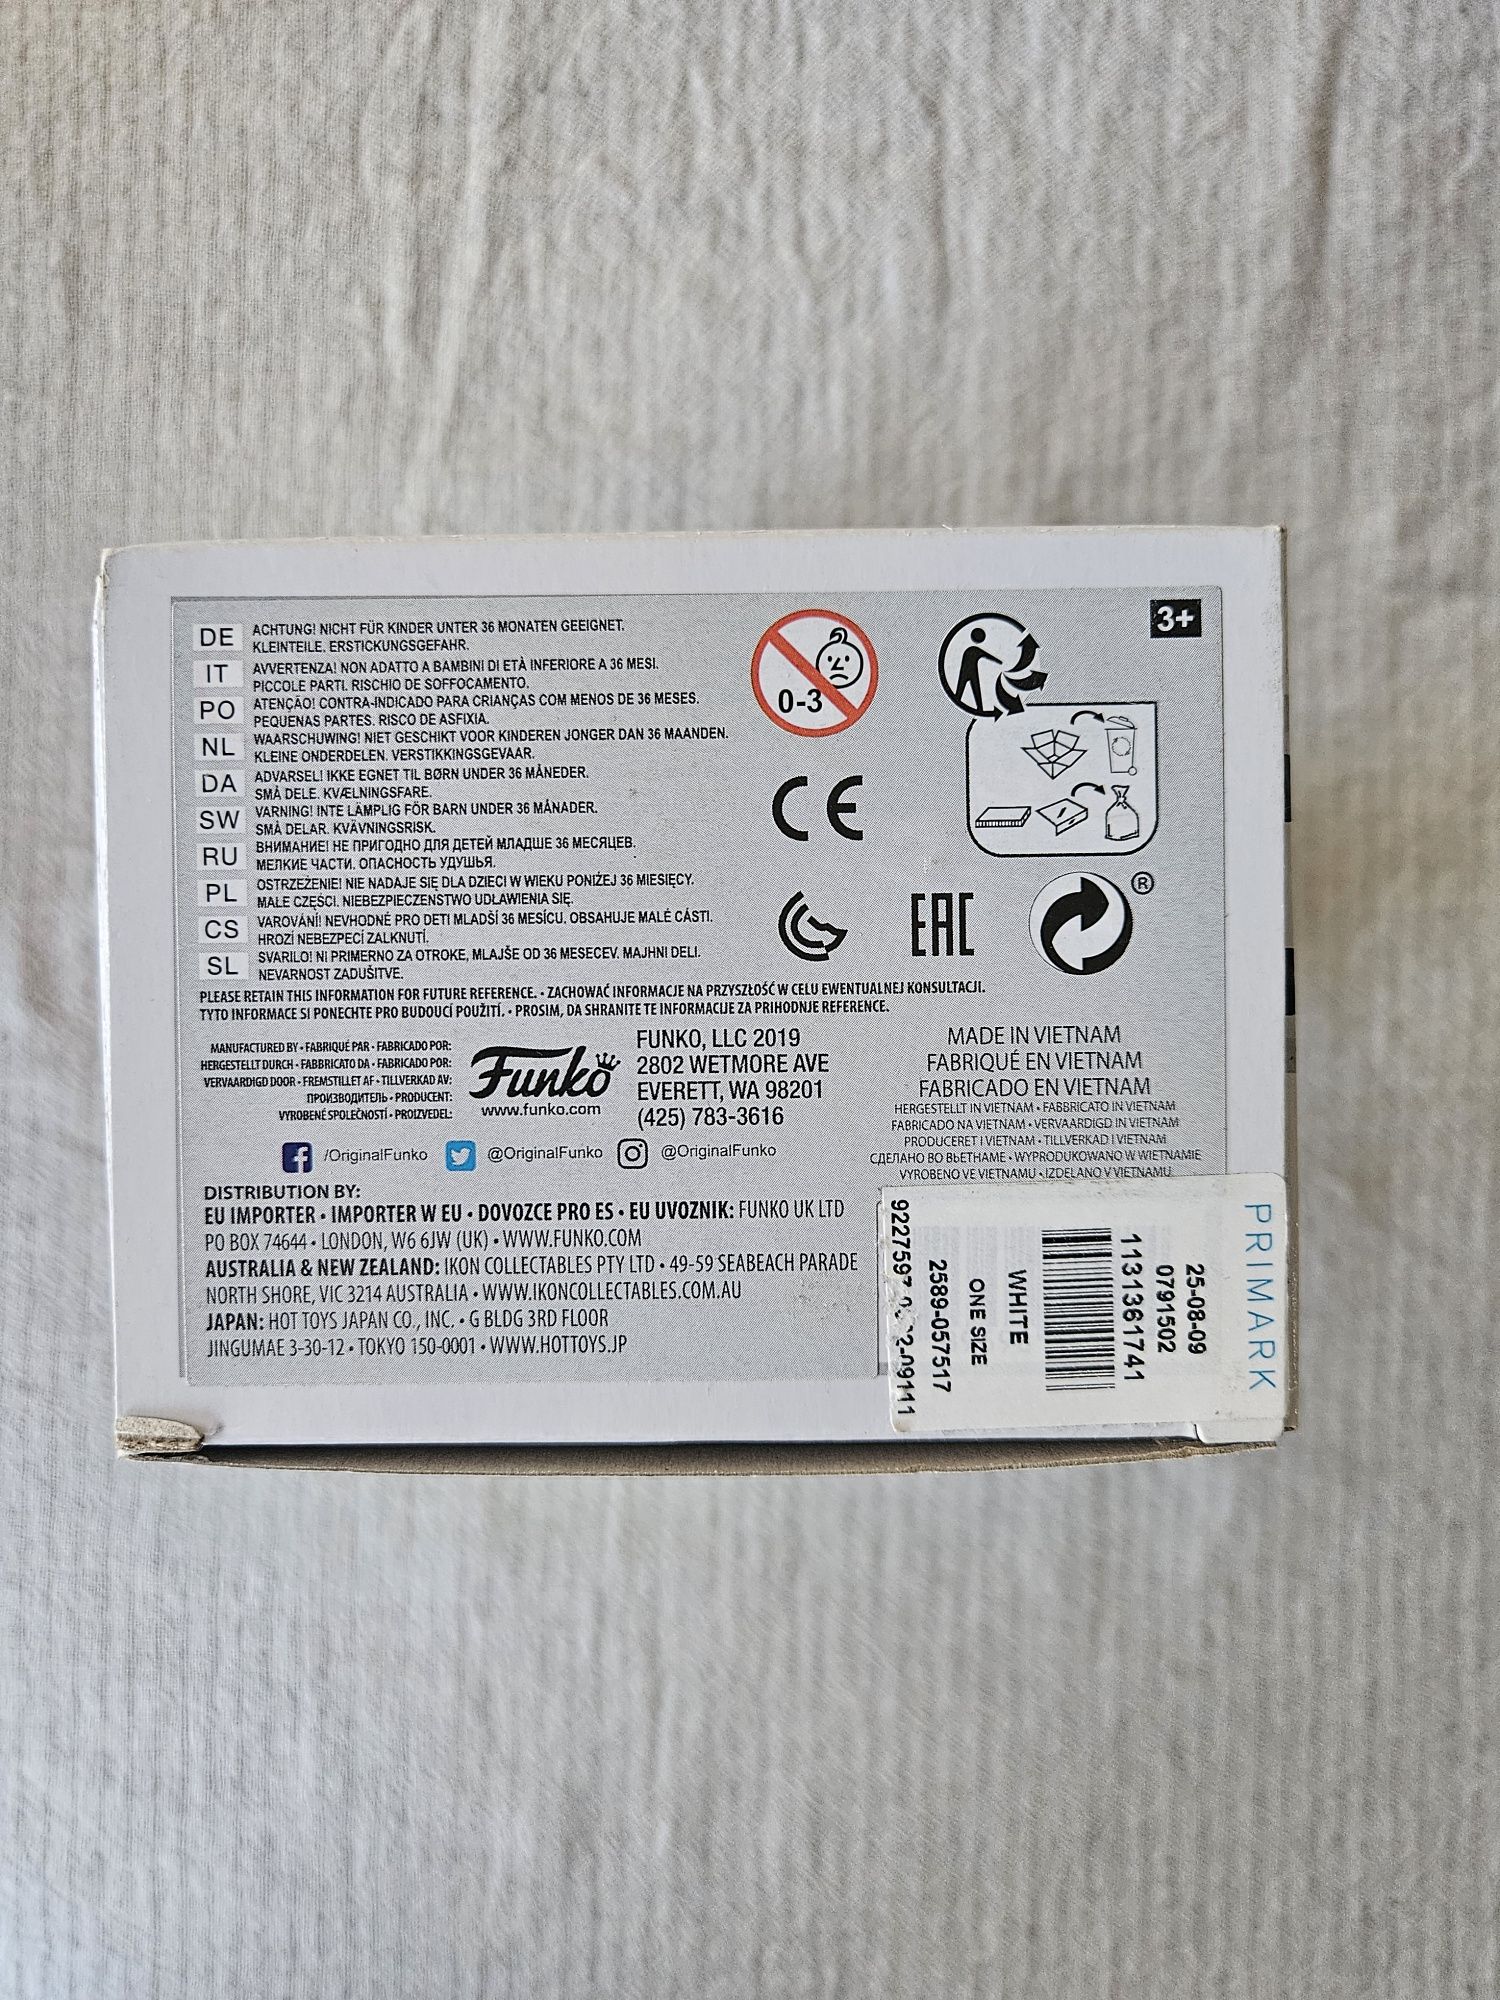 DE ACHTUNG! NICHT FÜR KINDER UNTER 36 MONATEN GEEIGNET.
KLEINTEILE. ERSTICKUNGSGEFAHR.
IT AVVERTENZA! NON ADATTO A BAMBINI DI ETÀ INFERIORE A 36 MESI.
PICCOLE PARTI. RISCHIO DE SOFFOCAMENTO.
PO ATENÇÃO! CONTRA-INDICADO PARA CRIANÇAS COM MENOS DE 36 MESES.
PEQUENAS PARTES. RISCO DE ASFIXIA.
NL WAARSCHUWING! NIET GESCHIKT VOOR KINDEREN JONGER DAN 36 MAANDEN.
KLEINE ONDERDELEN. VERSTIKKINGSGEVAAR.
DA ADVARSEL! IKKE EGNET TIL BØRN UNDER 36 MÅNEDER.
SMÅ DELE. KVÆLNINGSFARE.
SW VARNING! INTE LÄMPLIG FÖR BARN UNDER 36 MÅNADER.
SMÅ DELAR. KVÄVNINGSRISK.
RU ВНИМАНИЕ! НЕ ПРИГОДНО ДЛЯ ДЕТЕЙ МЛАДШЕ 36 МЕСЯЦЕВ.
МЕЛКИЕ ЧАСТИ. ОПАСНОСТЬ УДУШЬЯ.
PL OSTRZEŻENIE! NIE NADAJE SIĘ DLA DZIECI W WIEKU PONIŻEJ 36 MIESIĘCY.
MAŁE CZĘŚCI. NIEBEZPIECZENSTWO UDŁAWIENIA SIĘ.
CS VAROVÁNÍ! NEVHODNÉ PRO DETI MLADŠÍ 36 MESÍCU. OBSAHUJE MALÉ CÁSTI.
HROZÍ NEBEZPECÍ ZALKNUTÍ.
SL SVARILO! NI PRIMERNO ZA OTROKE, MLAJŠE OD 36 MESECEV. MAJHNI DELI.
NEVARNOST ZADUŠITVE.
PLEASE RETAIN THIS INFORMATION FOR FUTURE REFERENCE. • ZACHOWAĆ INFORMACJE NA PRZYSZŁOŚĆ W CELU EWENTUALNEJ KONSULTACJI.
TYTO INFORMACE SI PONECHTE PRO BUDOUCÍ POUŽITÍ. • PROSIM, DA SHRANITE TE INFORMACIJE ZA PRIHODNJE REFERENCE.
0-3
3+
CE
EAC
®
MANUFACTURED BY • FABRIQUÉ PAR • FABRICADO POR:
HERGESTELLT DURCH • FABBRICATO DA • FABRICADO POR:
VERVAARDIGD DOOR • FREMSTILLET AF • TILLVERKAD AV:
ПРОИЗВОДИТЕЛЬ • PRODUCENT:
VYROBENÉ SPOLEČNOSTÍ • PROIZVEDEL:
Funko
www.funko.com
FUNKO, LLC 2019
2802 WETMORE AVE
EVERETT, WA 98201
(425) 783-3616
MADE IN VIETNAM
FABRIQUÉ EN VIETNAM
FABRICADO EN VIETNAM
HERGESTELLT IN VIETNAM • FABBRICATO IN VIETNAM
FABRICADO NA VIETNAM • VERVAARDIGD IN VIETNAM
PRODUCERET I VIETNAM • TILLVERKAD I VIETNAM
СДЕЛАНО ВО ВЬЕТНАМЕ • WYPRODUKOWANO W WIETNAMIE
VYROBENO VE VIETNAMU • IZDELANO V VIETNAMU
/OriginalFunko @OriginalFunko @OriginalFunko
DISTRIBUTION BY:
EU IMPORTER • IMPORTER W EU • DOVOZCE PRO ES • EU UVOZNIK: FUNKO UK LTD
PO BOX 74644 • LONDON, W6 6JW (UK) • WWW.FUNKO.COM
AUSTRALIA & NEW ZEALAND: IKON COLLECTABLES PTY LTD • 49-59 SEABEACH PARADE
NORTH SHORE, VIC 3214 AUSTRALIA • WWW.IKONCOLLECTABLES.COM.AU
JAPAN: HOT TOYS JAPAN CO., INC. • G BLDG 3RD FLOOR
JINGUMAE 3-30-12 • TOKYO 150-0001 • WWW.HOTTOYS.JP
PRIMARK
25-08-09
0791502
113136174​1
WHITE
ONE SIZE
2589-057517